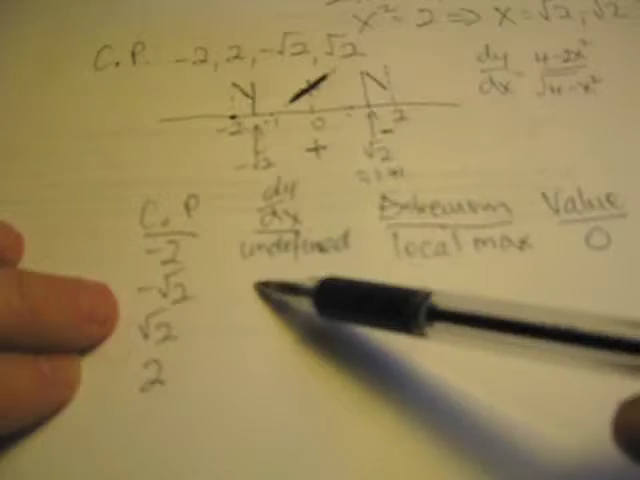 x² = 2 ⇒ x = √2, √2
C.P. -2, 2, -√2, √2
dy/dx = 4-2x²/√4-x²
-2 -1 0 2
-√2 + √2
C.P dy/dx Value
-2 undefined local max 0
-√2
√2
2